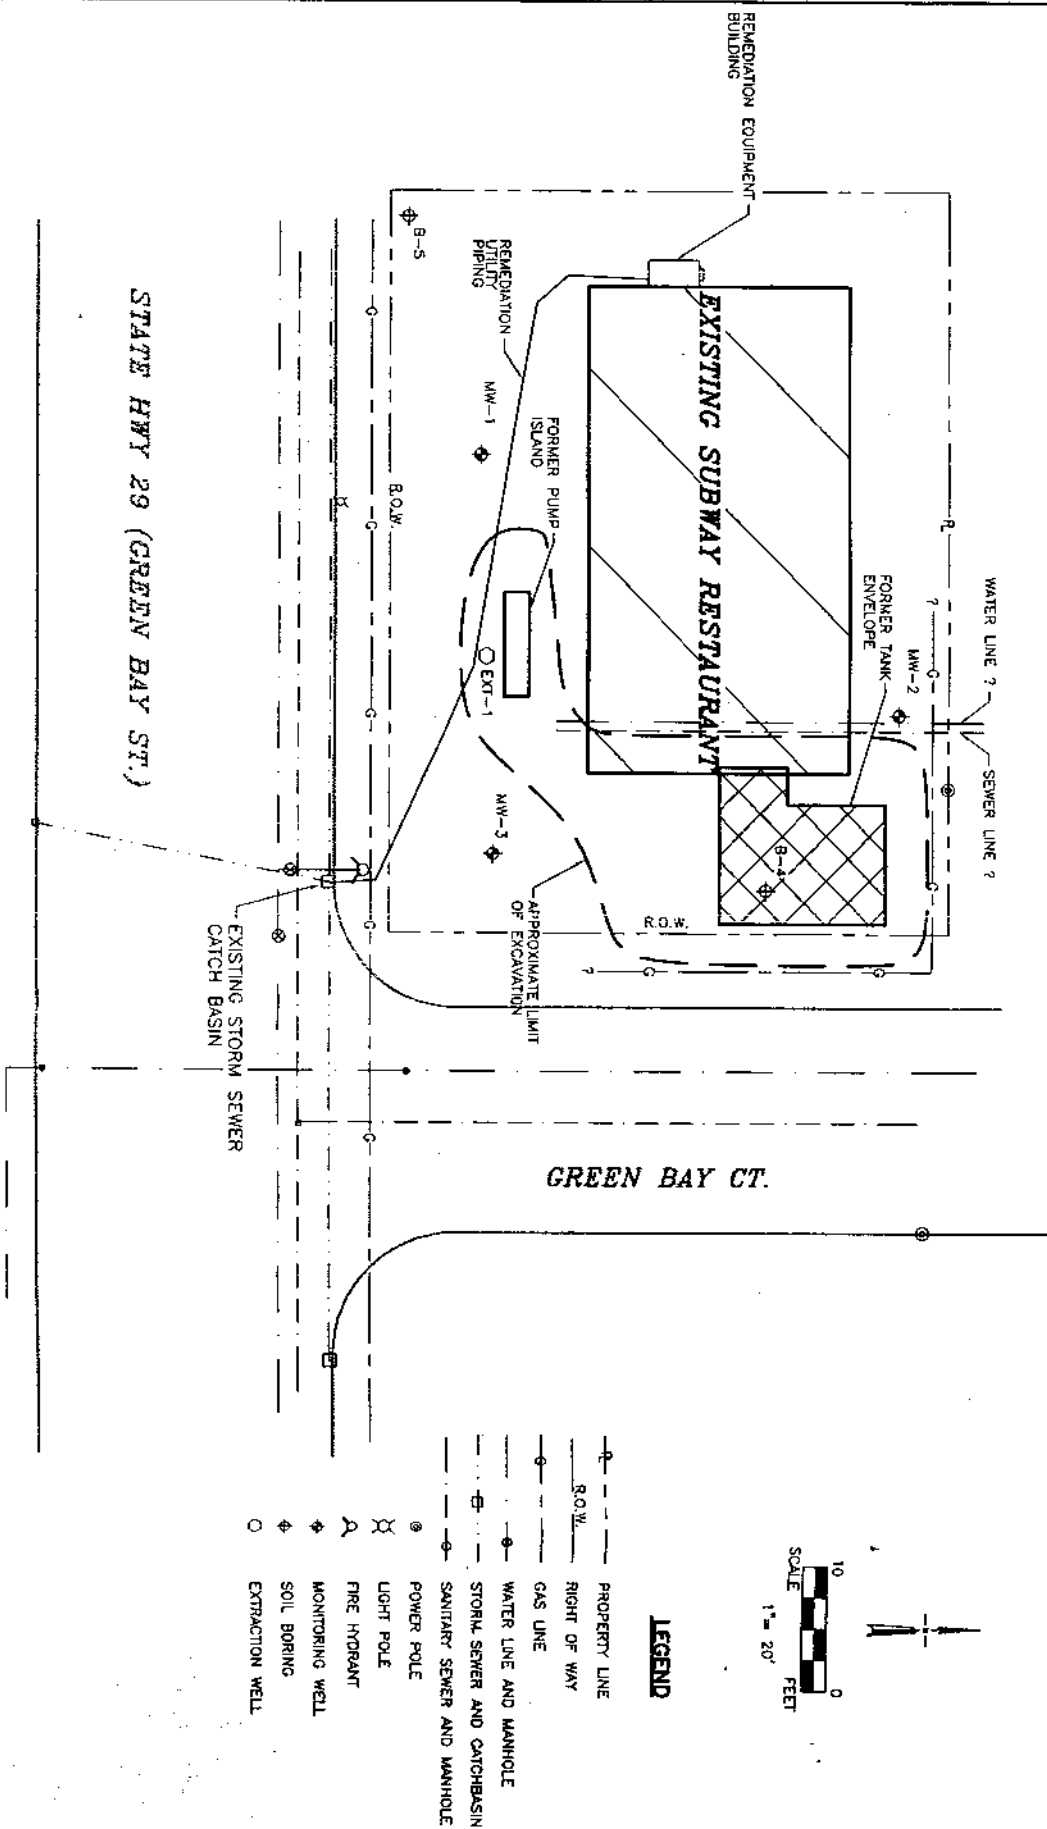 REMEDIATION EQUIPMENT
BUILDING
WATER LINE ?
SEWER LINE ?
?
G
MW-2
FORMER TANK
ENVELOPE
EXISTING SUBWAY RESTAURANT
B-4
FORMER PUMP
ISLAND
REMEDIATION
UTILITY
PIPING
MW-1
EXT-1
MW-3
B-5
R.O.W.
R.O.W.
APPROXIMATE LIMIT
OF EXCAVATION
?
G
G
G
G
G
G
G
G
G
STATE HWY 29 (GREEN BAY ST.)
EXISTING STORM SEWER
CATCH BASIN
GREEN BAY CT.
10
0
SCALE
1"= 20'
FEET
LEGEND
PROPERTY LINE
R.O.W.
RIGHT OF WAY
G
GAS LINE
WATER LINE AND MANHOLE
STORM SEWER AND CATCHBASIN
SANITARY SEWER AND MANHOLE
POWER POLE
LIGHT POLE
FIRE HYDRANT
MONITORING WELL
SOIL BORING
EXTRACTION WELL